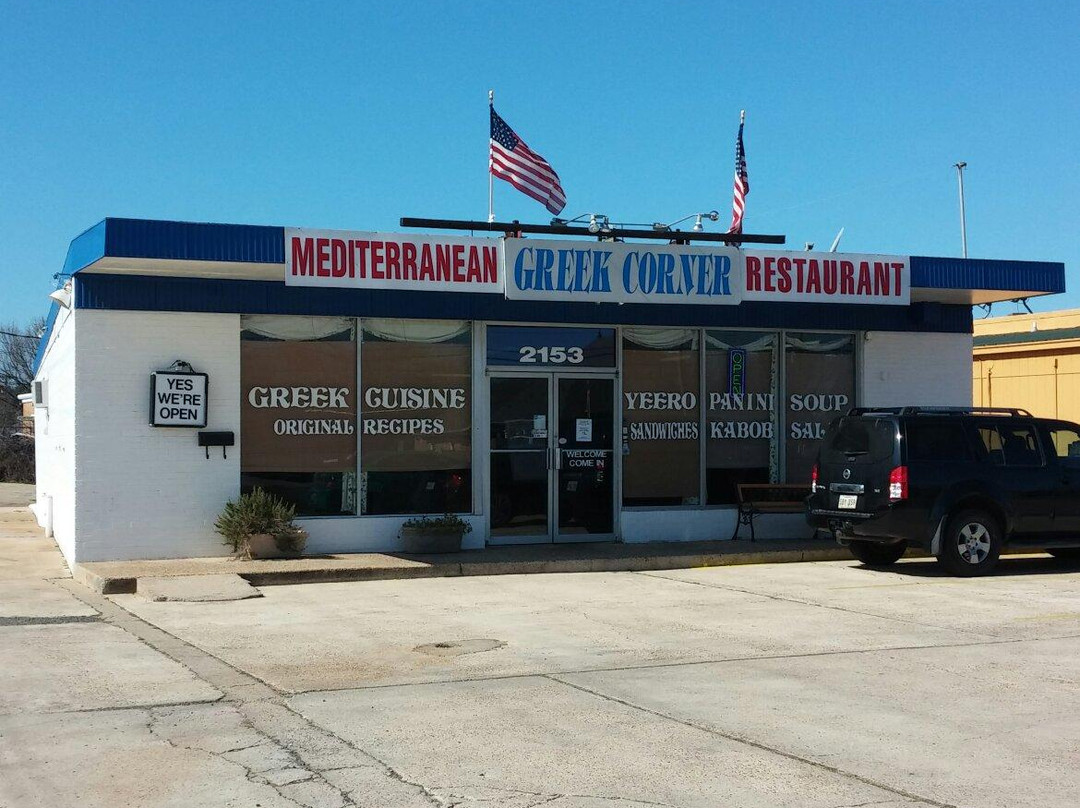 MEDITERRANEAN GREEK CORNER RESTAURANT
2153
YES
WE'RE
OPEN
GREEK CUISINE
ORIGINAL RECIPES
WELCOME
COME IN
OPEN
YEERO PANINI SOUP
SANDWICHES KABOB